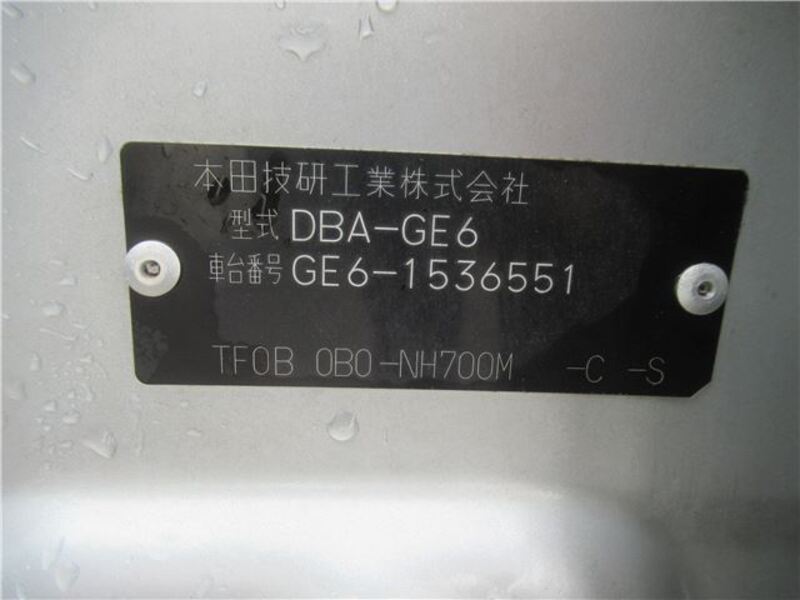 本田技研工業株式会社
型式 DBA-GE6
車台番号 GE6-1536551
TF0B 0B0-NH700M -C -S